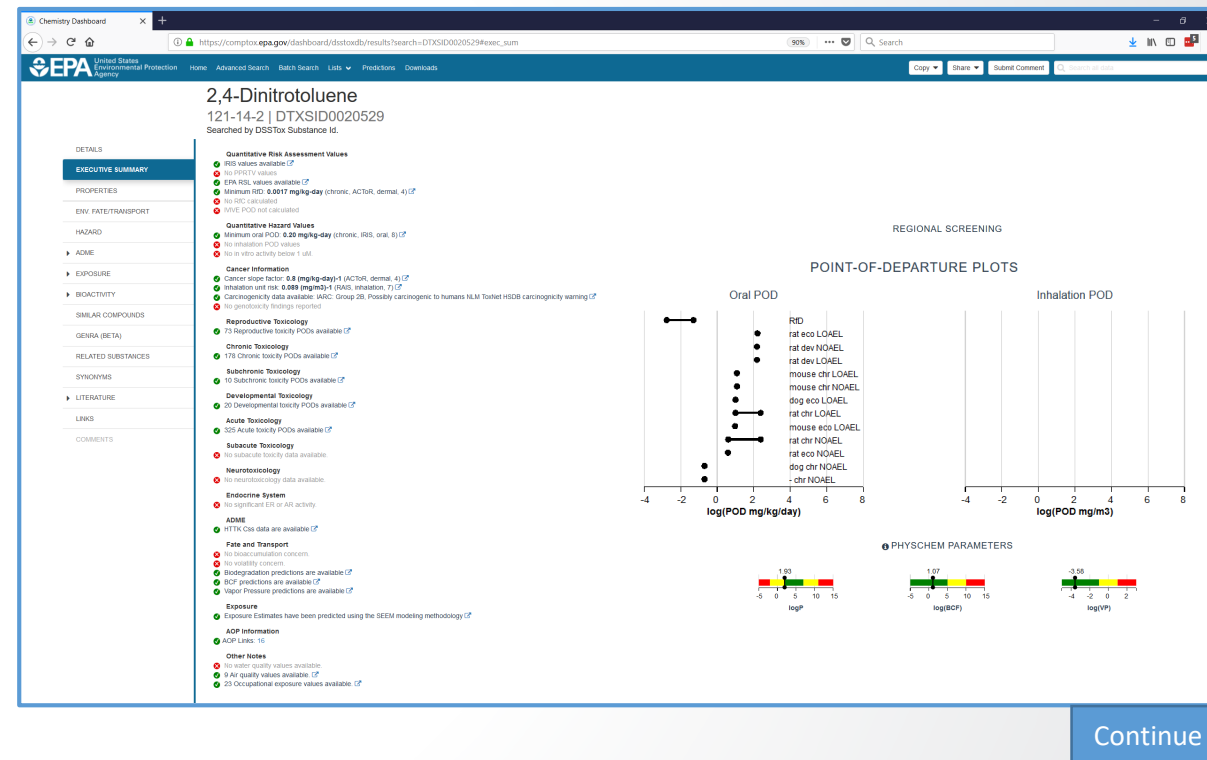 Chemistry Dashboard
https://comptox.epa.gov/dashboard/dsstoxdb/results?search=DTXSID0020529#exec_sum
90%
Search
EPA United States Environmental Protection Agency
Home Advanced Search Batch Search Lists Predictions Downloads
Copy Share Submit Comment
2,4-Dinitrotoluene
121-14-2 | DTXSID0020529
Searched by DSSTox Substance Id.
DETAILS
EXECUTIVE SUMMARY
PROPERTIES
ENV. FATE/TRANSPORT
HAZARD
ADME
EXPOSURE
BIOACTIVITY
SIMILAR COMPOUNDS
GENRA (BETA)
RELATED SUBSTANCES
SYNONYMS
LITERATURE
LINKS
COMMENTS
Quantitative Risk Assessment Values
IRIS values available
No PPRTV values
EPA RSL values available
Minimum RfD: 0.0017 mg/kg-day (chronic, ACToR, dermal, 4)
No RfC calculated
IVIVE POD not calculated
Quantitative Hazard Values
Minimum oral POD: 0.20 mg/kg-day (chronic, IRIS, oral, 8)
No inhalation POD values
No in vitro activity below 1 uM
Cancer Information
Cancer slope factor: 0.8 (mg/kg-day)-1 (ACToR, dermal, 4)
Inhalation unit risk: 0.089 (mg/m3)-1 (RAIS, inhalation, 7)
Carcinogenicity data available: IARC: Group 2B, Possibly carcinogenic to humans NLM ToxNet HSDB carcinognicity warning
No genotoxicity findings reported
Reproductive Toxicology
73 Reproductive toxicity PODs available
Chronic Toxicology
178 Chronic toxicity PODs available
Subchronic Toxicology
10 Subchronic toxicity PODs available
Developmental Toxicology
20 Developmental toxicity PODs available
Acute Toxicology
325 Acute toxicity PODs available
Subacute Toxicology
No subacute toxicity data available.
Neurotoxicology
No neurotoxicology data available.
Endocrine System
No significant ER or AR activity.
ADME
HTTK Css data are available
Fate and Transport
No bioaccumulation concern.
No volatility concern.
Biodegradation predictions are available
BCF predictions are available
Vapor Pressure predictions are available
Exposure
Exposure Estimates have been predicted using the SEEM modeling methodology
AOP Information
AOP Links: 16
Other Notes
No water quality values available.
9 Air quality values available.
23 Occupational exposure values available.
REGIONAL SCREENING
POINT-OF-DEPARTURE PLOTS
Oral POD
RfD
rat eco LOAEL
rat dev NOAEL
rat dev LOAEL
mouse chr LOAEL
mouse chr NOAEL
dog eco LOAEL
rat chr LOAEL
mouse eco LOAEL
rat chr NOAEL
rat eco NOAEL
dog chr NOAEL
- chr NOAEL
-4 -2 0 2 4 6 8
log(POD mg/kg/day)
Inhalation POD
-4 -2 0 2 4 6 8
log(POD mg/m3)
PHYSCHEM PARAMETERS
1.93
-5 0 5 10 15
logP
1.07
-5 0 5 10 15
log(BCF)
-3.58
-4 -2 0 2
log(VP)
Continue